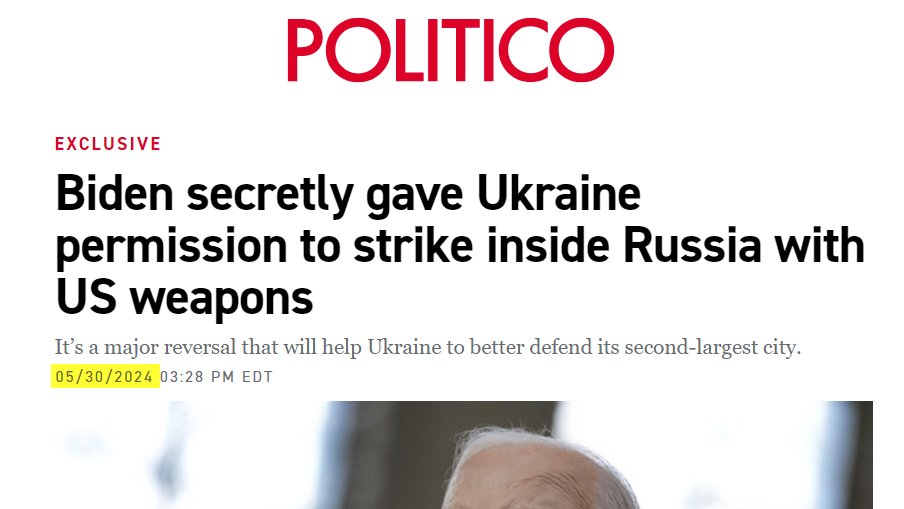 POLITICO
EXCLUSIVE
Biden secretly gave Ukraine
permission to strike inside Russia with
US weapons
It’s a major reversal that will help Ukraine to better defend its second-largest city.
05/30/2024 03:28 PM EDT